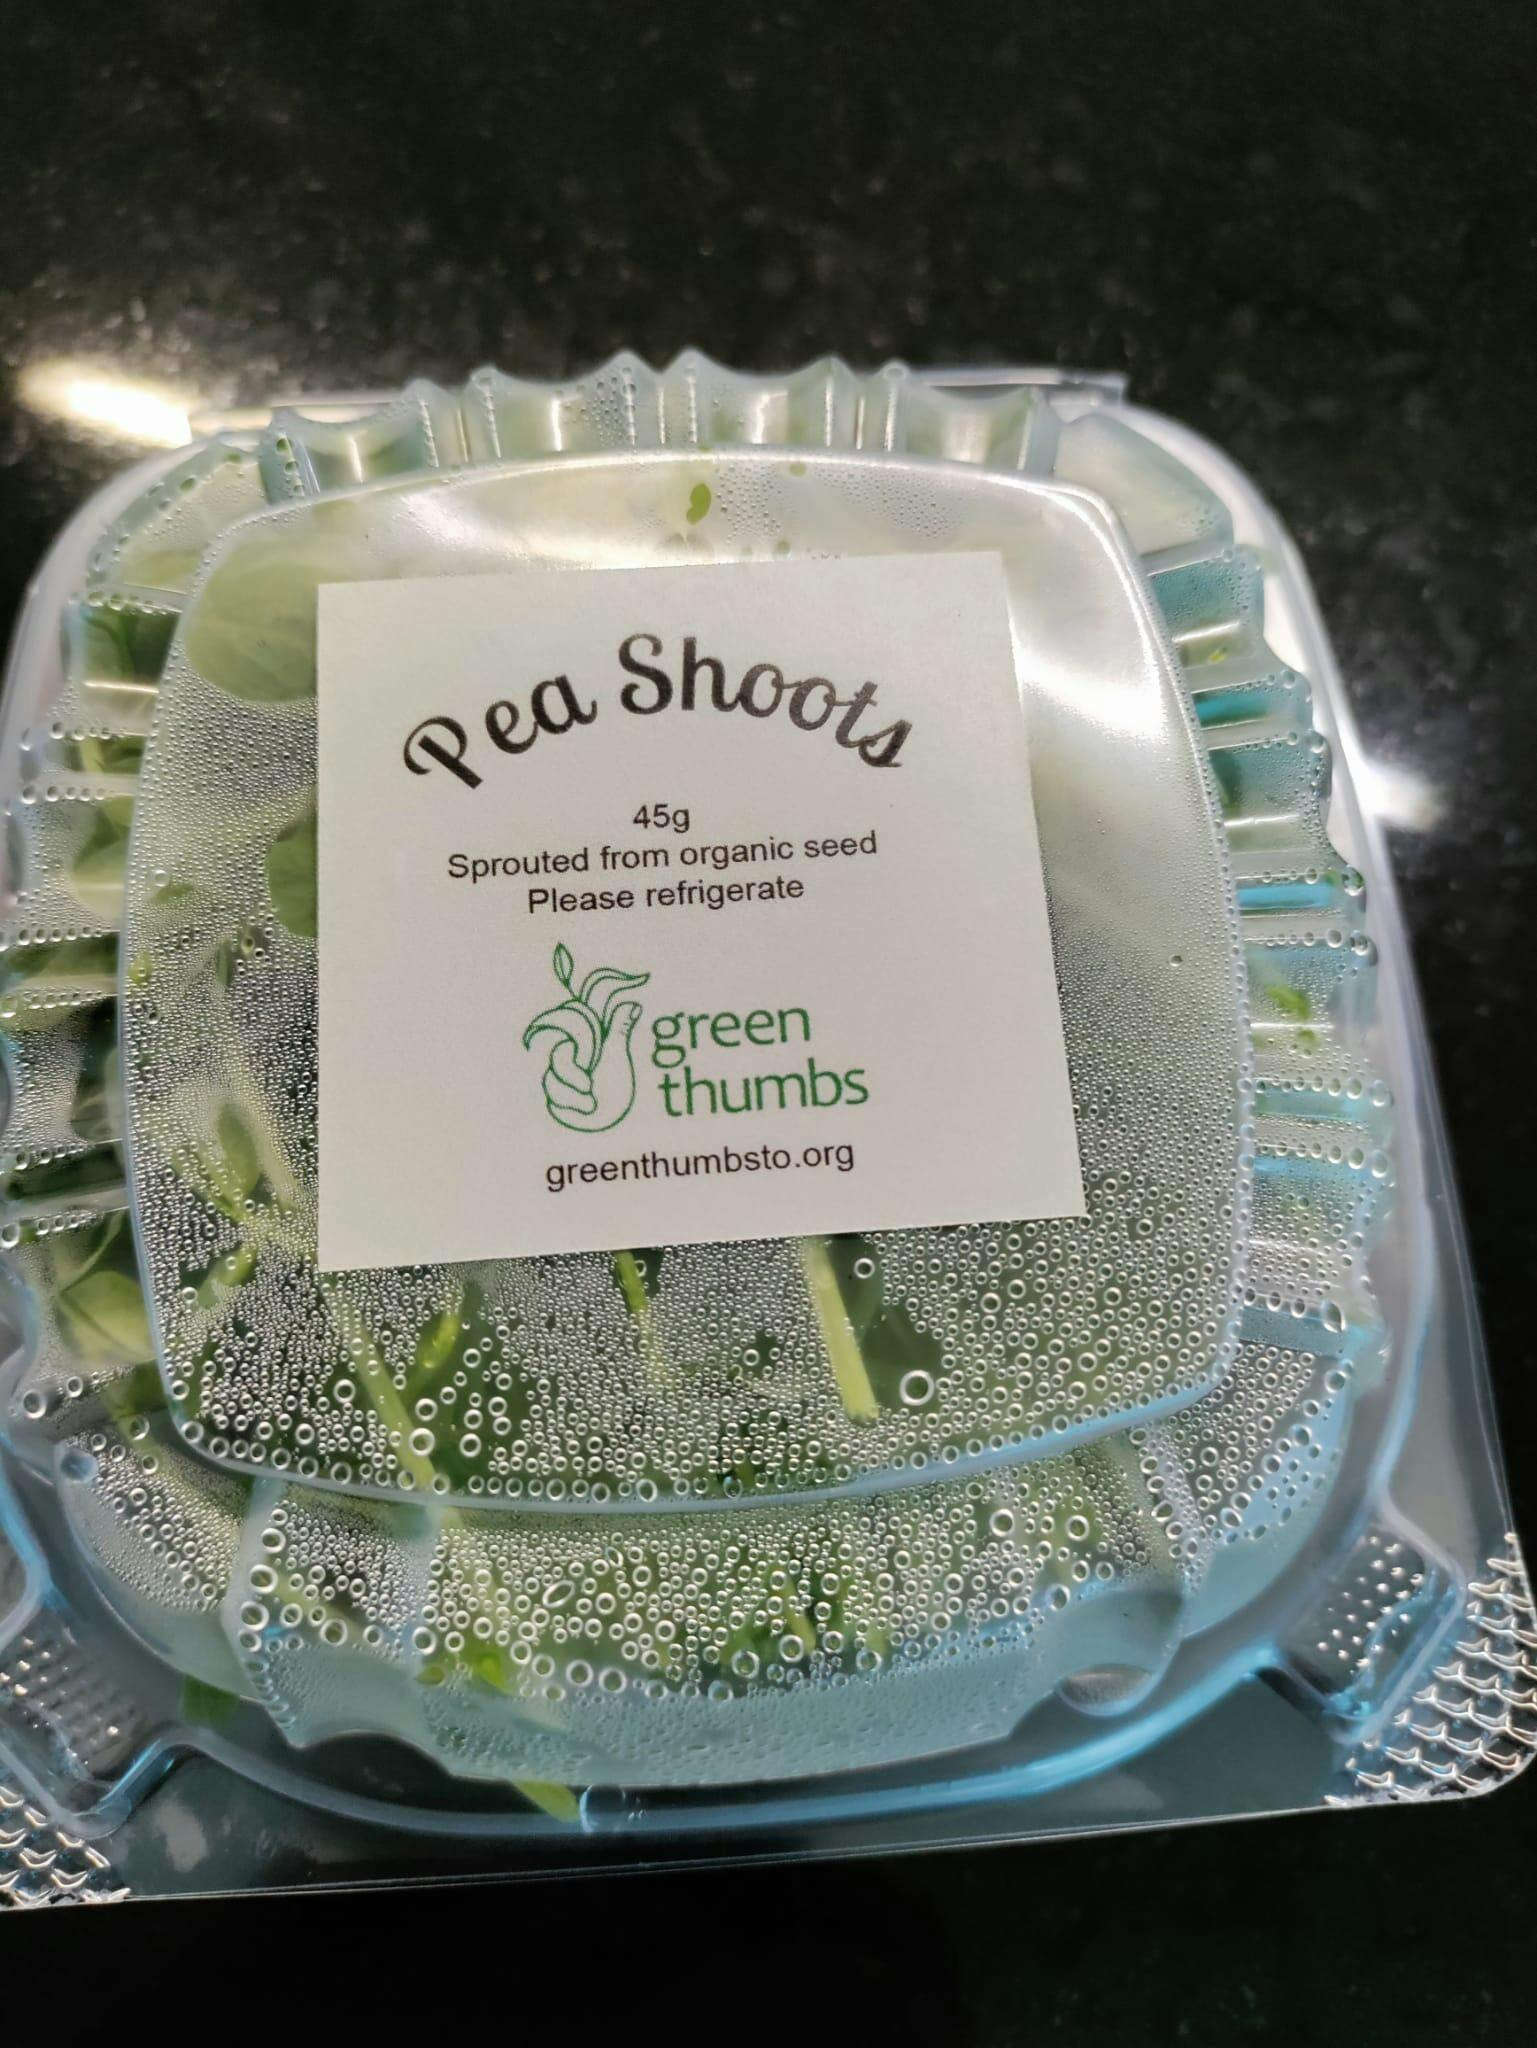 Pea Shoots
45g
Sprouted from organic seed
Please refrigerate
green
thumbs
greenthumbsto.org